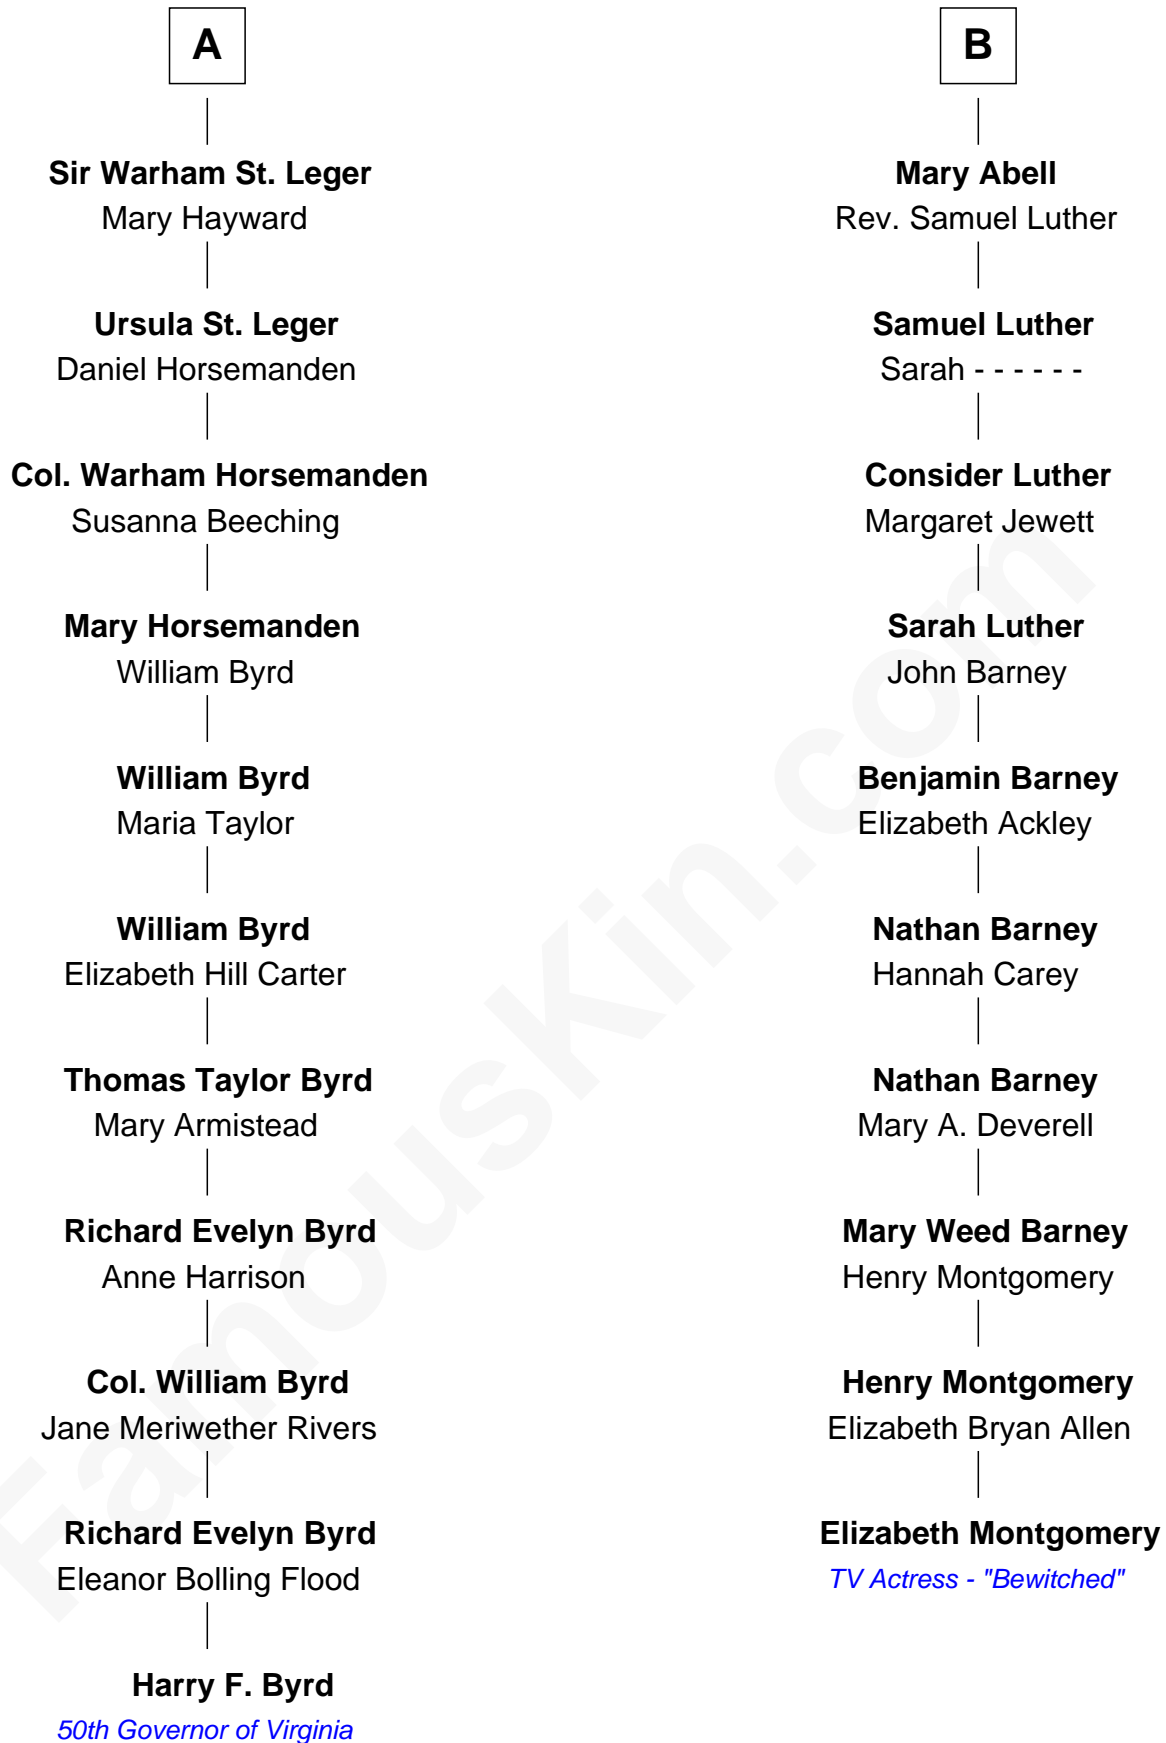 A
Sir Warham St. Leger
Mary Hayward
Ursula St. Leger
Daniel Horsemanden
Col. Warham Horsemanden
Susanna Beeching
Mary Horsemanden
William Byrd
William Byrd
Maria Taylor
William Byrd
Elizabeth Hill Carter
Thomas Taylor Byrd
Mary Armistead
Richard Evelyn Byrd
Anne Harrison
Col. William Byrd
Jane Meriwether Rivers
Richard Evelyn Byrd
Eleanor Bolling Flood
Harry F. Byrd
50th Governor of Virginia
B
Mary Abell
Rev. Samuel Luther
Samuel Luther
Sarah - - - - - -
Consider Luther
Margaret Jewett
Sarah Luther
John Barney
Benjamin Barney
Elizabeth Ackley
Nathan Barney
Hannah Carey
Nathan Barney
Mary A. Deverell
Mary Weed Barney
Henry Montgomery
Henry Montgomery
Elizabeth Bryan Allen
Elizabeth Montgomery
TV Actress - "Bewitched"
FamousKin.com